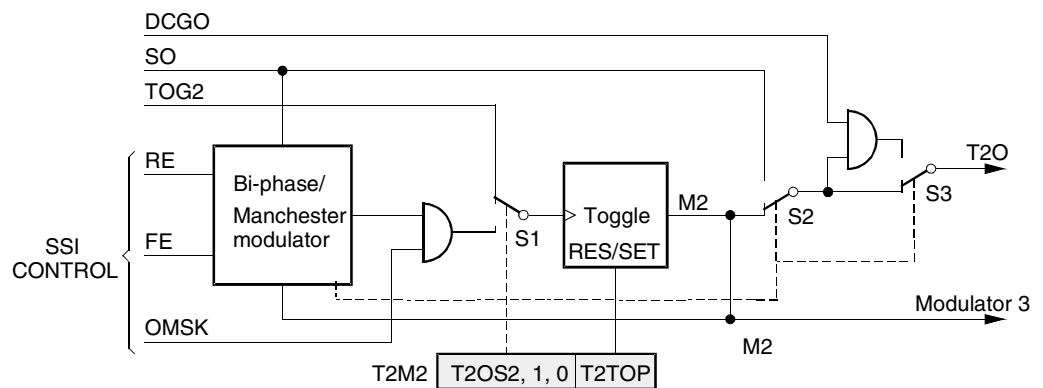 DCGO
SO
TOG2
RE
Bi-phase/
Manchester
modulator
FE
SSI
CONTROL
OMSK
S1
Toggle
RES/SET
M2
S2
S3
T2O
Modulator 3
M2
T2M2
T2OS2, 1, 0
T2TOP